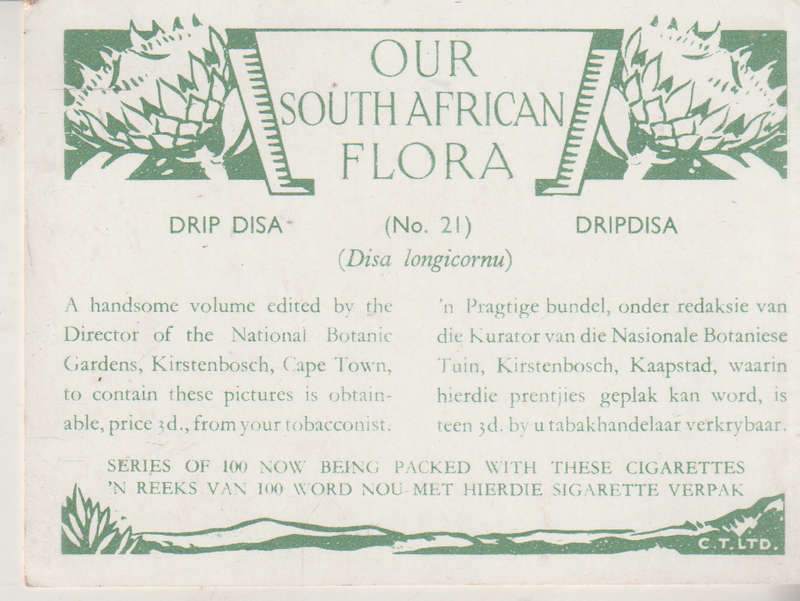 OUR
SOUTH AFRICAN
FLORA
DRIP DISA (No. 21) DRIPDISA
(Disa longicornu)
A handsome volume edited by the
Director of the National Botanic
Gardens, Kirstenbosch, Cape Town,
to contain these pictures is obtain-
able, price 3d., from your tobacconist.
'n Pragtige bundel, onder redaksie van
die Kurator van die Nasionale Botaniese
Tuin, Kirstenbosch, Kaapstad, waarin
hierdie prentjies geplak kan word, is
teen 3d. by u tabakhandelaar verkrybaar.
SERIES OF 100 NOW BEING PACKED WITH THESE CIGARETTES
'N REEKS VAN 100 WORD NOU MET HIERDIE SIGARETTE VERPAK
C.T. LTD.